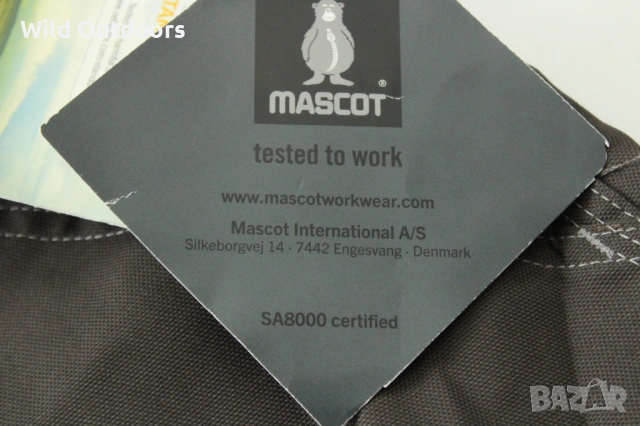 Wild Outdoors
MASCOT
®
tested to work
www.mascotworkwear.com
Mascot International A/S
Silkeborgvej 14 · 7442 Engesvang · Denmark
SA8000 certified
BAZAR